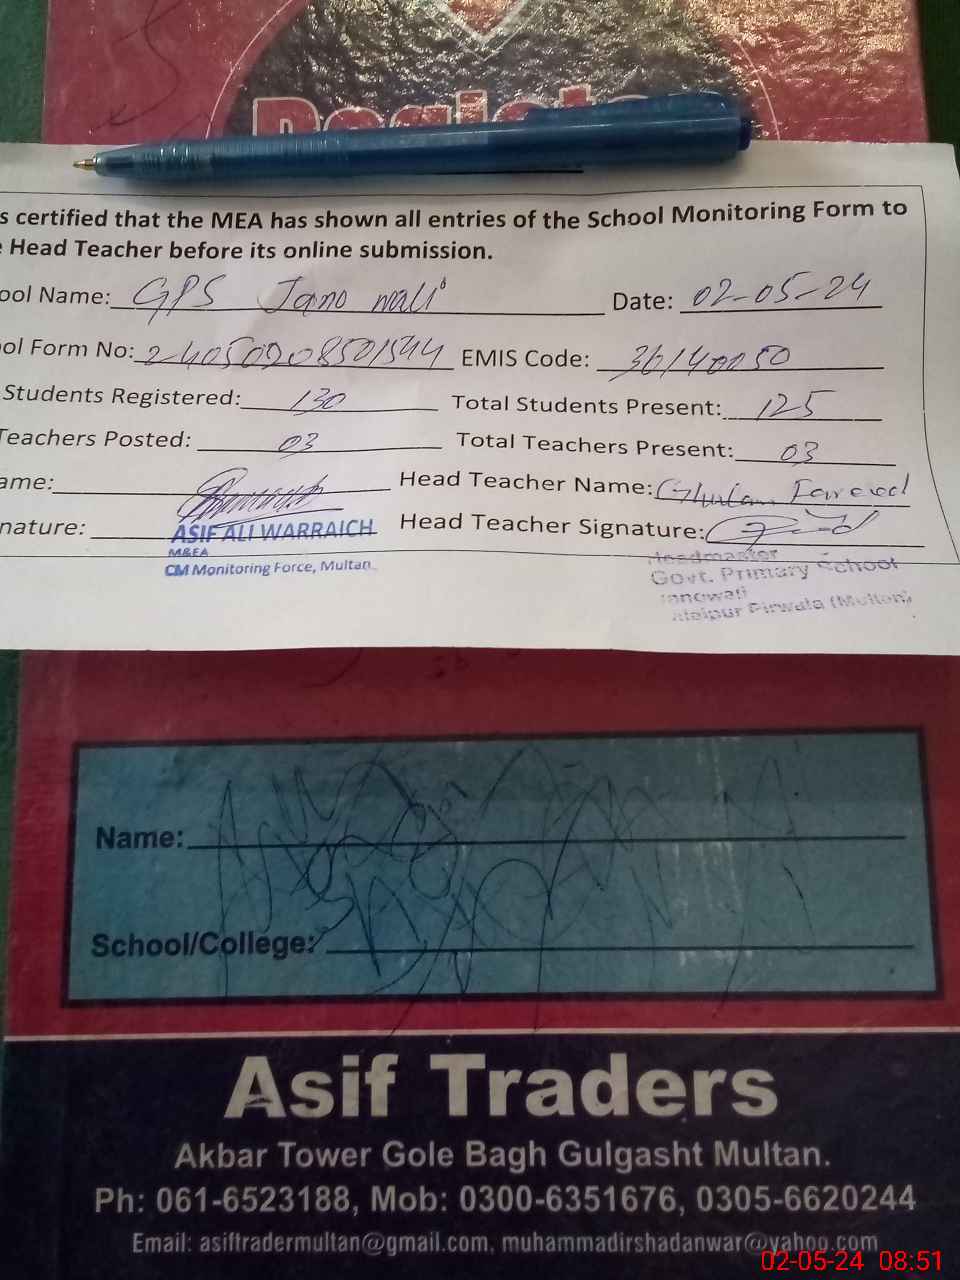 Register
s certified that the MEA has shown all entries of the School Monitoring Form to
e Head Teacher before its online submission.
ool Name: GPS Jano wali Date: 02-05-24
ol Form No: 24050208501544 EMIS Code: 36140050
Students Registered: 130 Total Students Present: 125
Teachers Posted: 03 Total Teachers Present: 03
ame: Head Teacher Name: Ghulam Fareed
nature: Head Teacher Signature:
ASIF ALI WARRAICH
M&EA
CM Monitoring Force, Multan.
Headmaster
Govt. Primary School
Pirwala (Multan)
Name:
School/College:
Asif Traders
Akbar Tower Gole Bagh Gulgasht Multan.
Ph: 061-6523188, Mob: 0300-6351676, 0305-6620244
Email: asiftradermultan@gmail.com, muhammadirshadanwar@yahoo.com
02-05-24 08:51